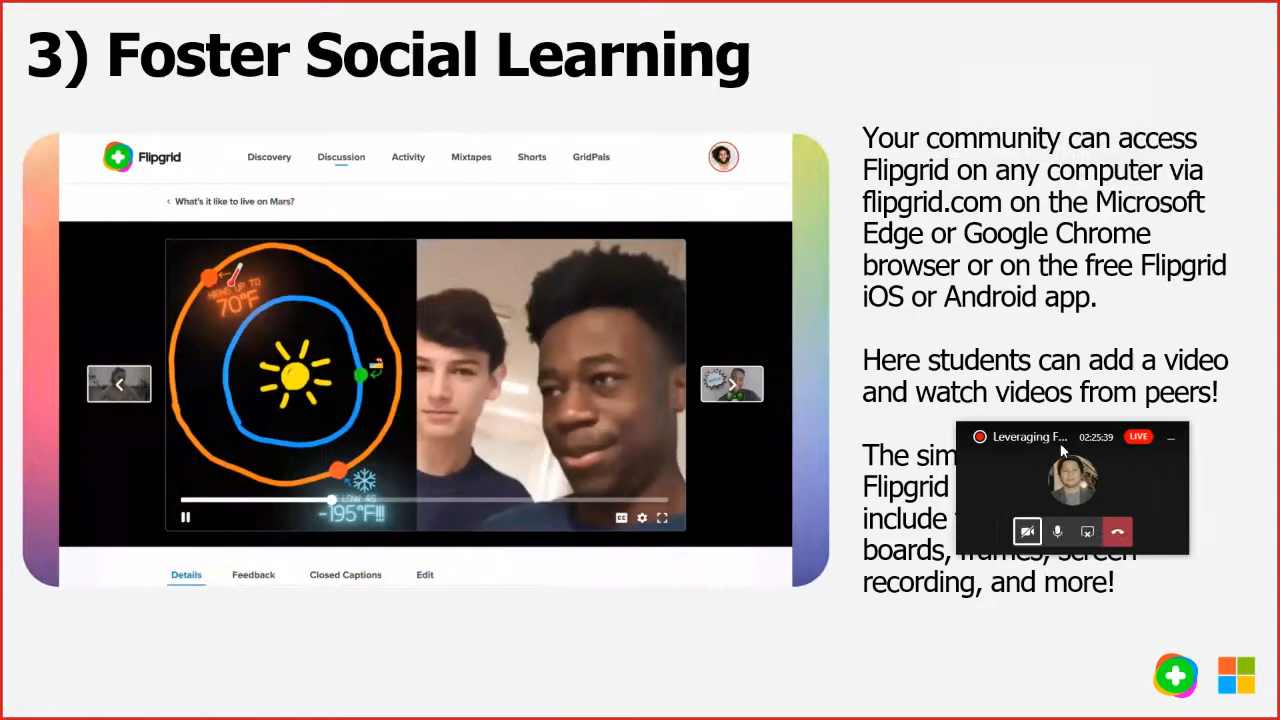 3) Foster Social Learning
Flipgrid
Discovery
Discussion
Activity
Mixtapes
Shorts
GridPals
What's it like to live on Mars?
70°F
-195°F!!!
CC
Details
Feedback
Closed Captions
Edit
Your community can access
Flipgrid on any computer via
flipgrid.com on the Microsoft
Edge or Google Chrome
browser or on the free Flipgrid
iOS or Android app.
Here students can add a video
and watch videos from peers!
The sim
Flipgrid
include
boards, frames, screen
recording, and more!
Leveraging F...
02:25:39
LIVE